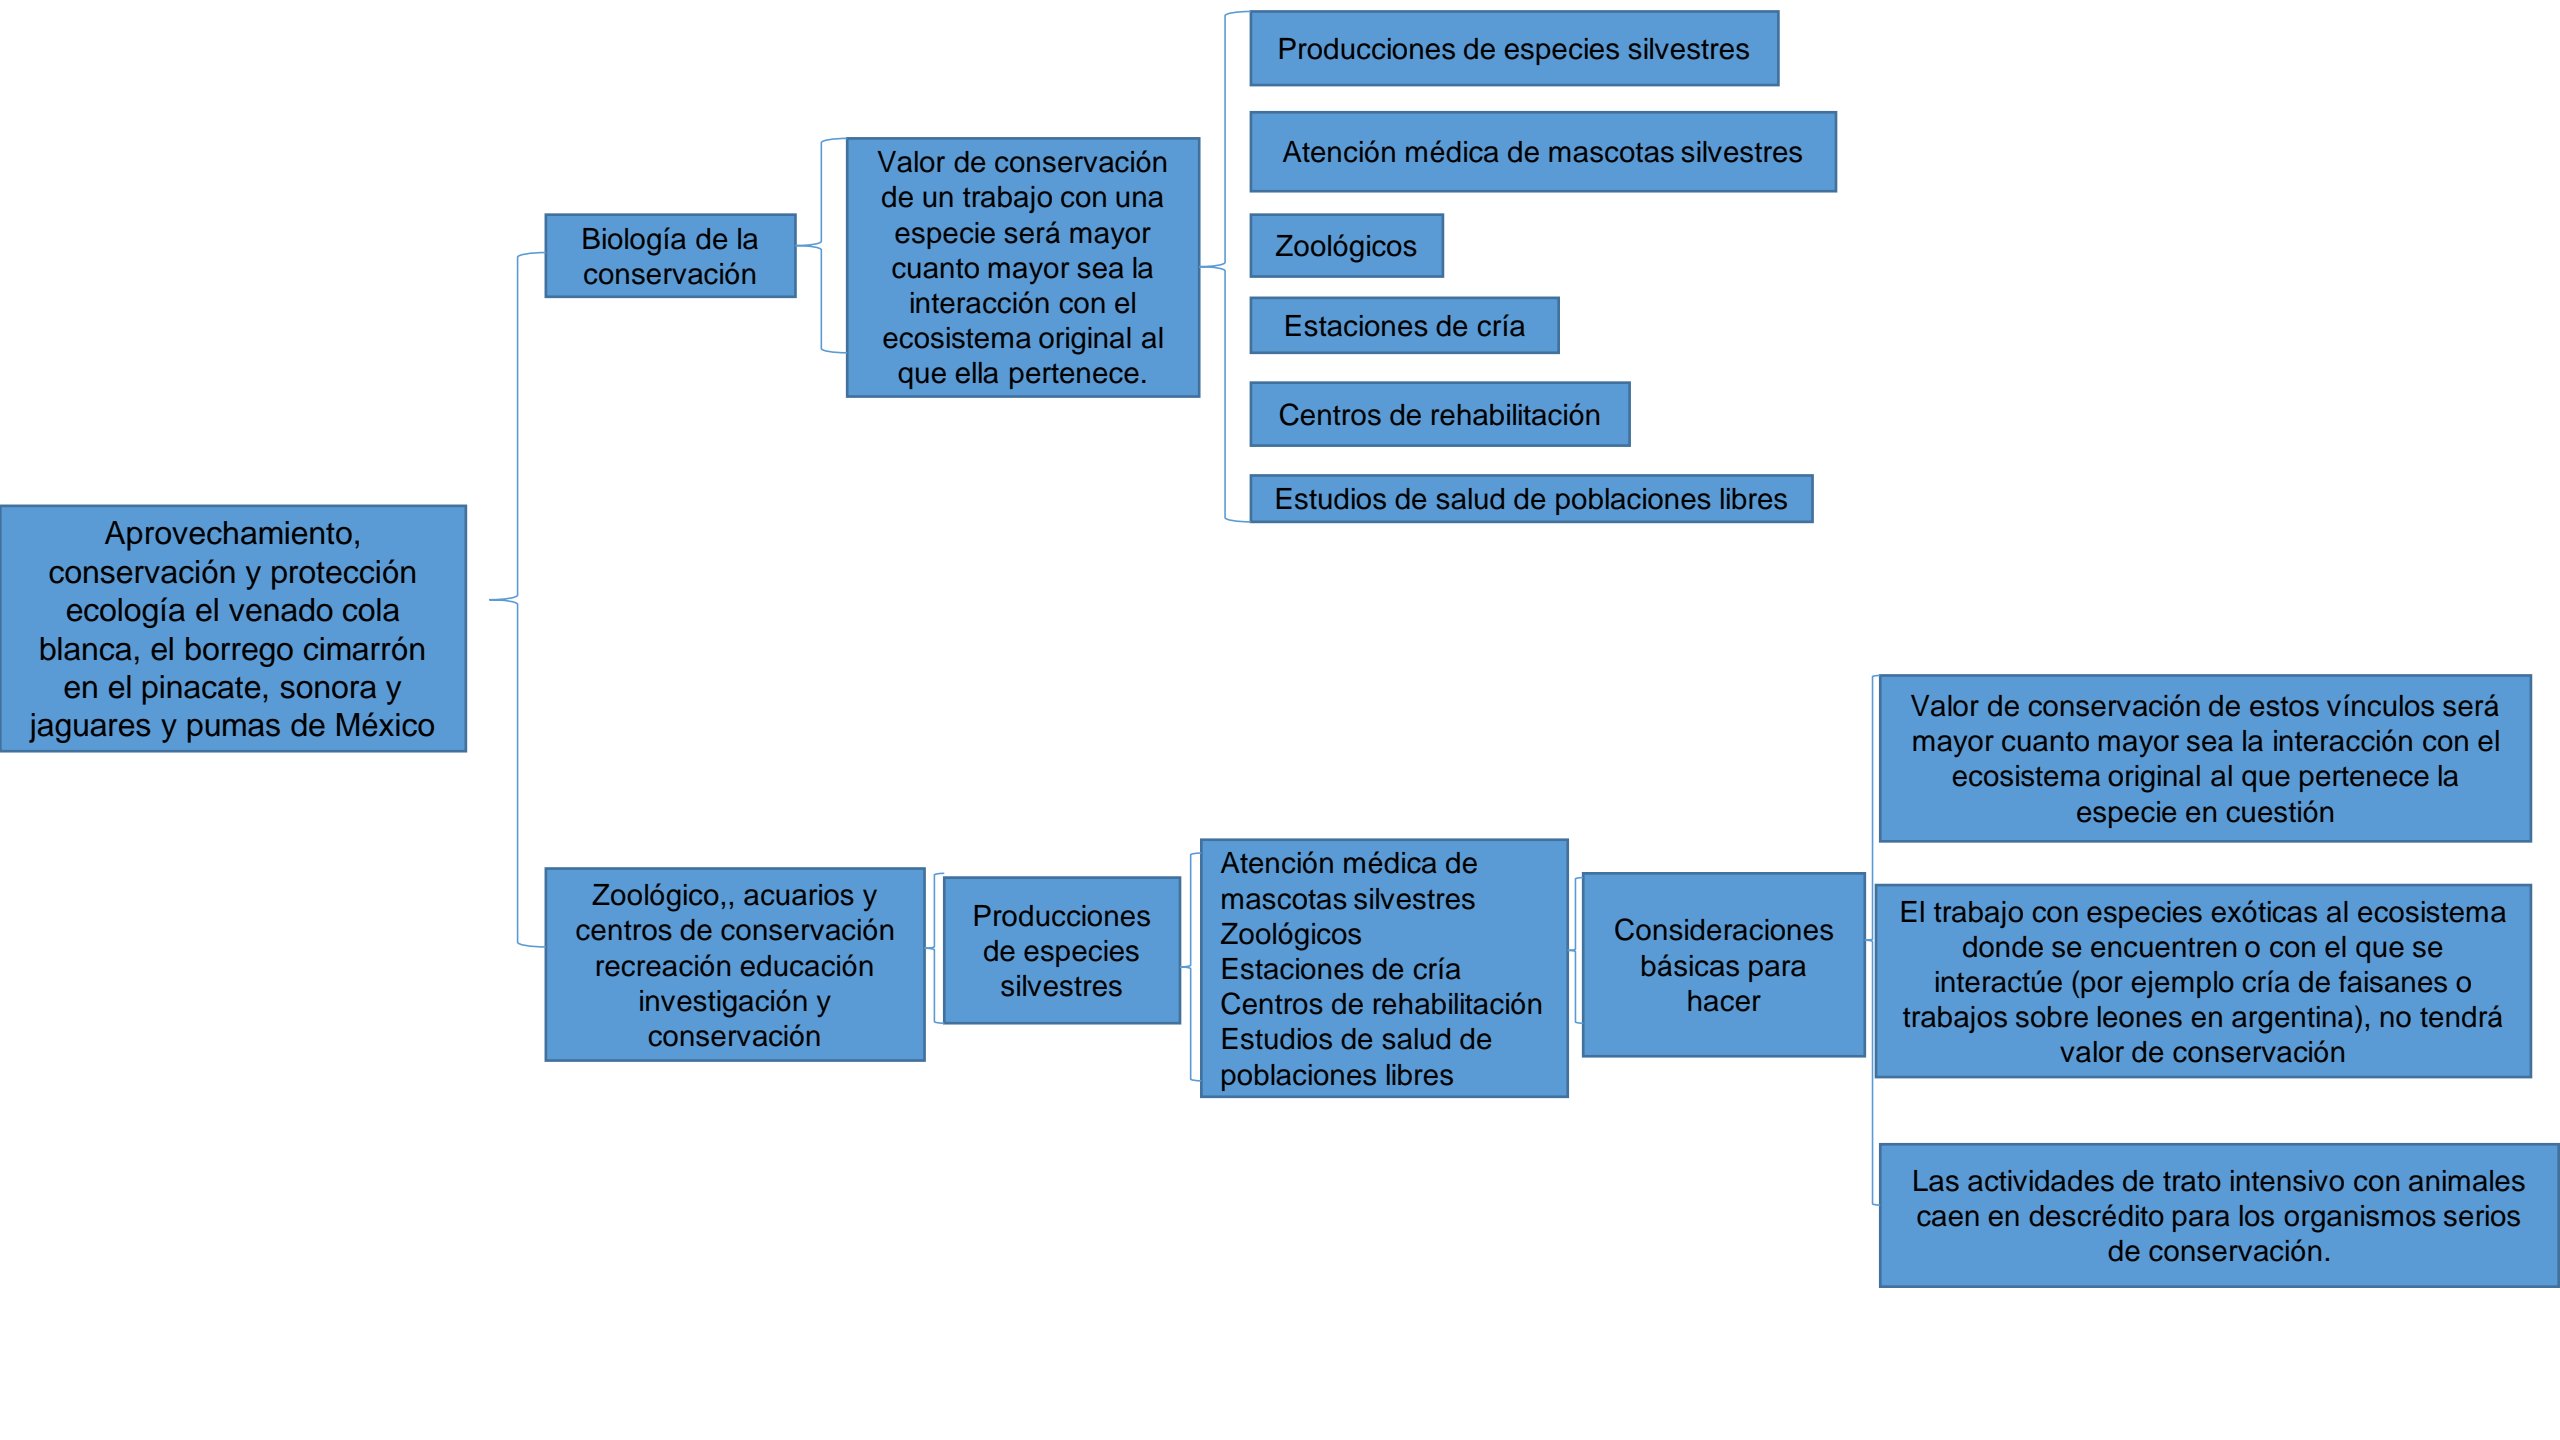 Aprovechamiento,
conservación y protección
ecología el venado cola
blanca, el borrego cimarrón
en el pinacate, sonora y
jaguares y pumas de México
Biología de la
conservación
Valor de conservación
de un trabajo con una
especie será mayor
cuanto mayor sea la
interacción con el
ecosistema original al
que ella pertenece.
Producciones de especies silvestres
Atención médica de mascotas silvestres
Zoológicos
Estaciones de cría
Centros de rehabilitación
Estudios de salud de poblaciones libres
Zoológico,, acuarios y
centros de conservación
recreación educación
investigación y
conservación
Producciones
de especies
silvestres
Atención médica de
mascotas silvestres
Zoológicos
Estaciones de cría
Centros de rehabilitación
Estudios de salud de
poblaciones libres
Consideraciones
básicas para
hacer
Valor de conservación de estos vínculos será
mayor cuanto mayor sea la interacción con el
ecosistema original al que pertenece la
especie en cuestión
El trabajo con especies exóticas al ecosistema
donde se encuentren o con el que se
interactúe (por ejemplo cría de faisanes o
trabajos sobre leones en argentina), no tendrá
valor de conservación
Las actividades de trato intensivo con animales
caen en descrédito para los organismos serios
de conservación.